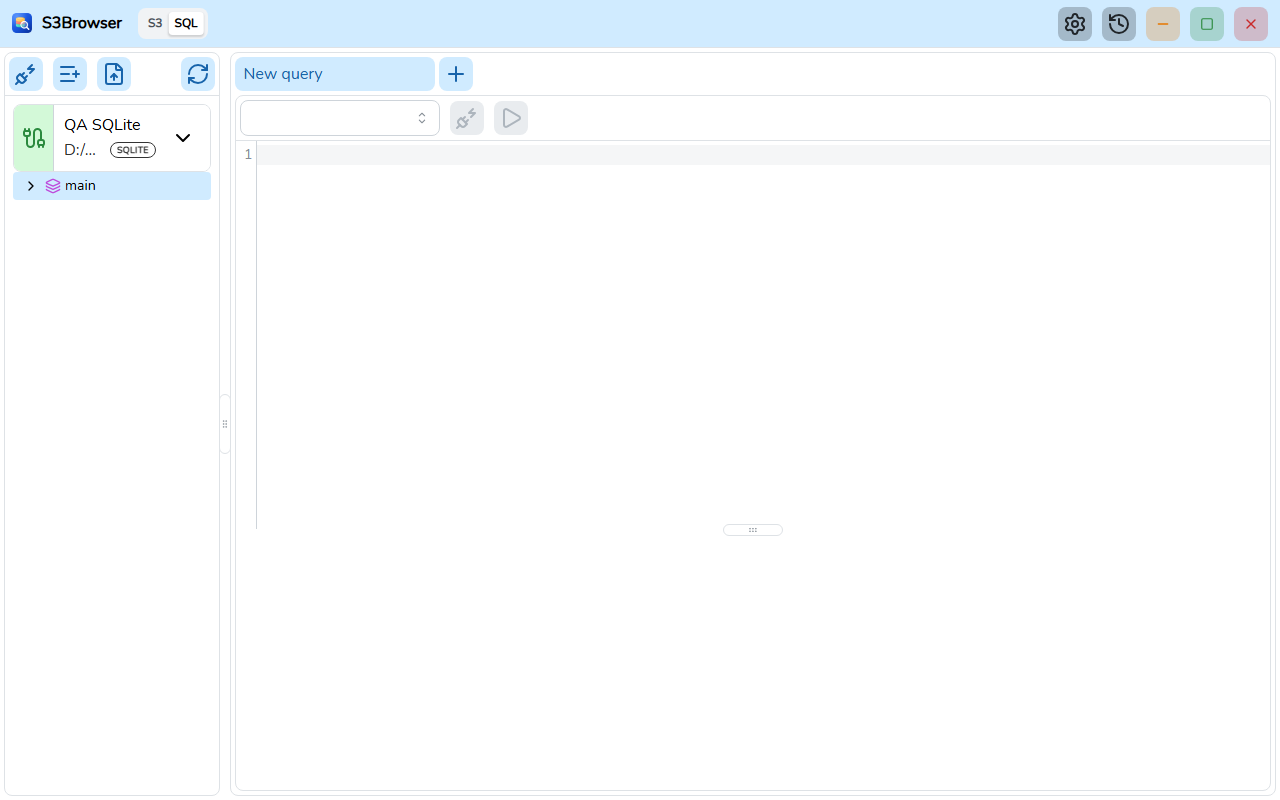 S3Browser
S3 SQL
New query
QA SQLite
D:/... SQLITE
main
1